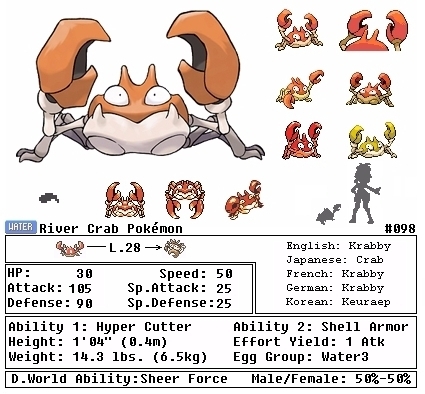 WATER River Crab Pokémon #098
L.28
English: Krabby
Japanese: Crab
French: Krabby
German: Krabby
Korean: Keuraep
HP: 30 Speed: 50
Attack: 105 Sp.Attack: 25
Defense: 90 Sp.Defense: 25
Ability 1: Hyper Cutter Ability 2: Shell Armor
Height: 1'04" (0.4m) Effort Yield: 1 Atk
Weight: 14.3 lbs. (6.5kg) Egg Group: Water3
D.World Ability:Sheer Force Male/Female: 50%-50%